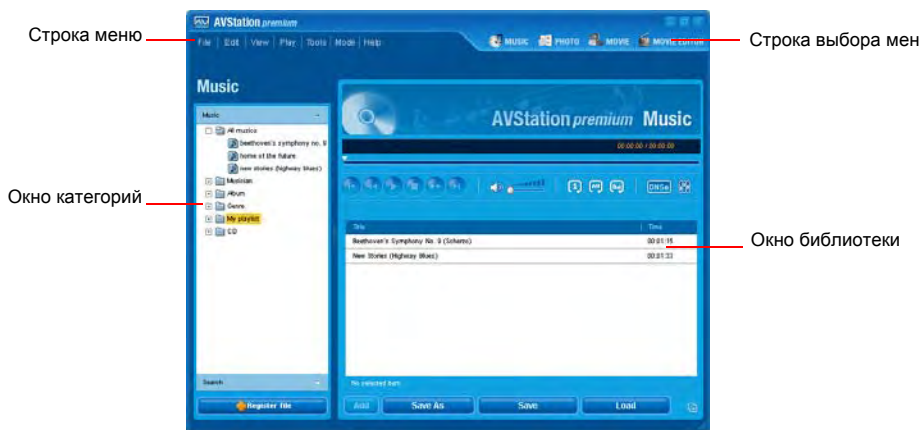 AVStation premium
File Edit View Play Tools Mode Help
MUSIC PHOTO MOVIE MOVIE EDITOR
Строка меню
Строка выбора мен
Music
Music
All musics
beethoven's symphony no. 9
home of the future
new stories (highway blues)
Musician
Album
Genre
My playlist
CD
Окно категорий
AVStation premium Music
00:00:00 / 00:00:00
DNSe
Title Time
Beethoven's Symphony No. 9 (Scherzo) 00:01:15
New Stories (Highway Blues) 00:01:33
Окно библиотеки
Search
Register file
No selected item
Add Save As Save Load